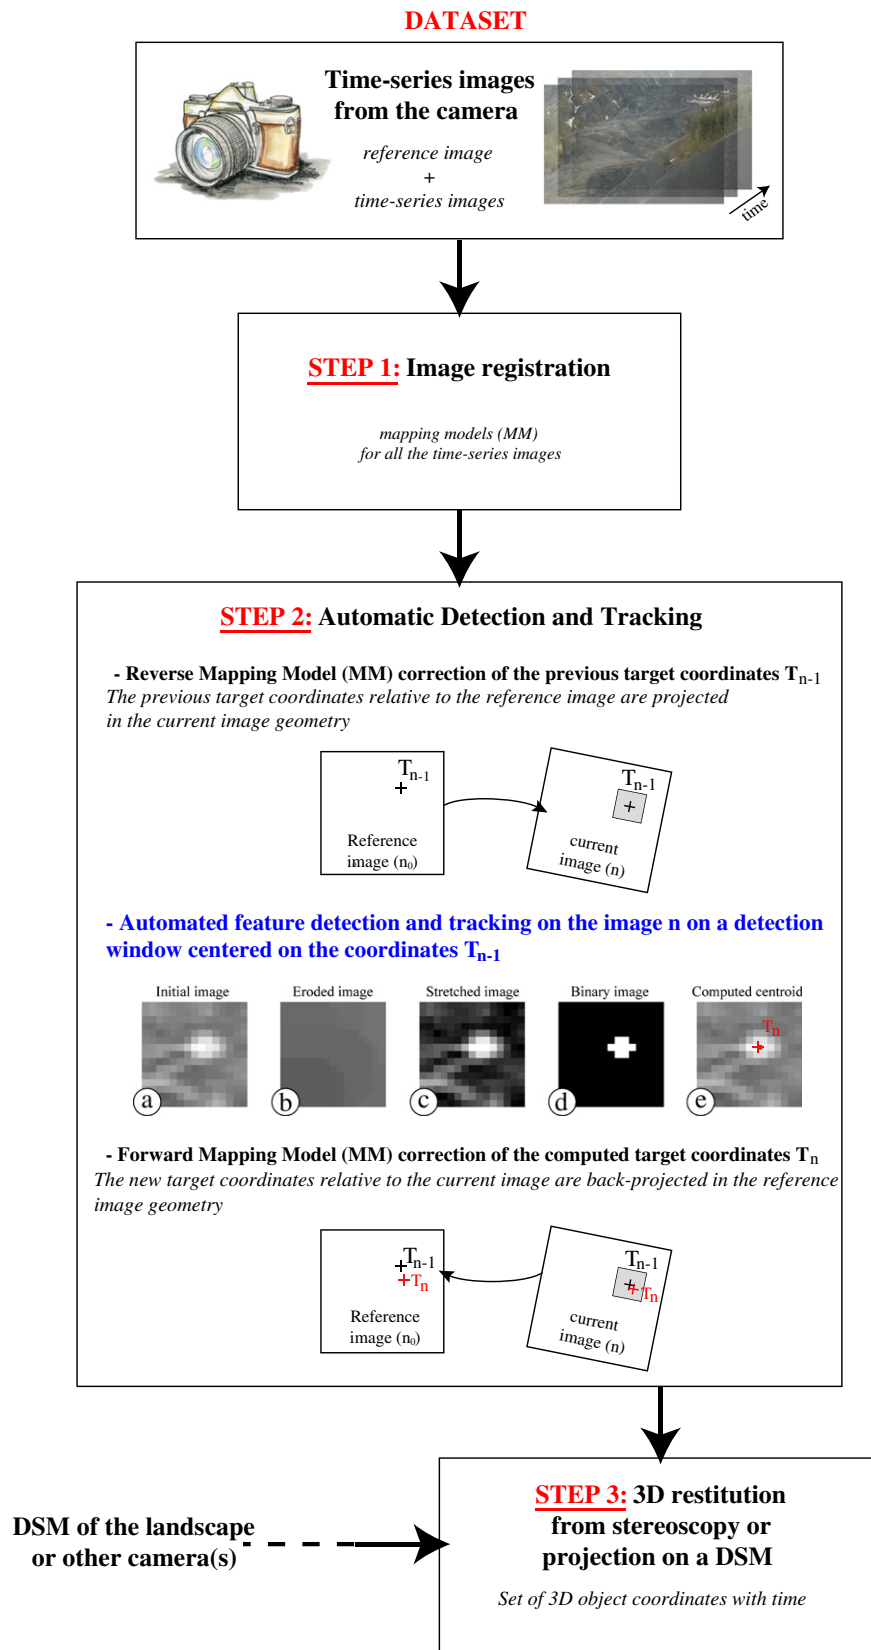 DATASET
Time-series images
from the camera
reference image
+
time-series images
time
STEP 1: Image registration
mapping models (MM)
for all the time-series images
STEP 2: Automatic Detection and Tracking
- Reverse Mapping Model (MM) correction of the previous target coordinates Tn-1
The previous target coordinates relative to the reference image are projected
in the current image geometry
Tn-1
Reference
image (n0)
Tn-1
current
image (n)
- Automated feature detection and tracking on the image n on a detection
window centered on the coordinates Tn-1
Initial image
Eroded image
Stretched image
Binary image
Computed centroid
Tn
a
b
c
d
e
- Forward Mapping Model (MM) correction of the computed target coordinates Tn
The new target coordinates relative to the current image are back-projected in the reference
image geometry
Tn-1
Tn
Reference
image (n0)
Tn-1
Tn
current
image (n)
STEP 3: 3D restitution
from stereoscopy or
projection on a DSM
Set of 3D object coordinates with time
DSM of the landscape
or other camera(s)